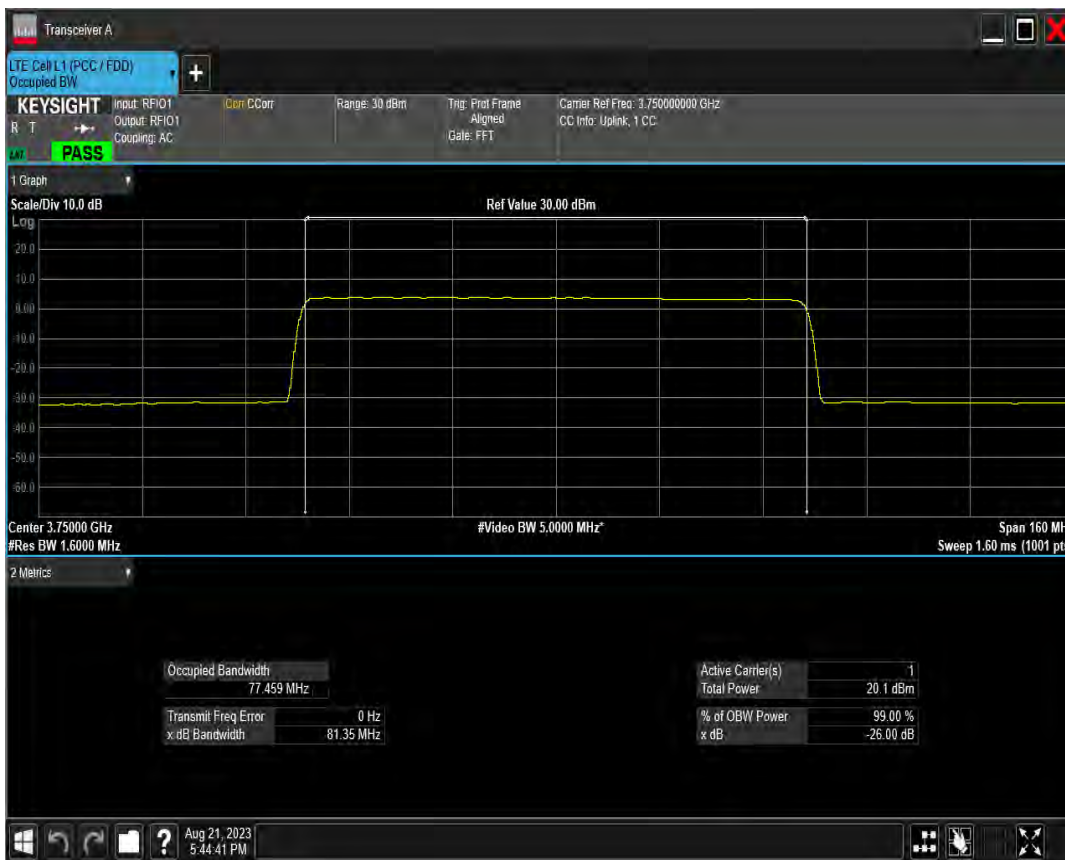 Transceiver A
LTE Cell L1 (PCC / FDD)
Occupied BW
KEYSIGHT
R T
PASS
Input: RFIO1
Output: RFIO1
Coupling: AC
Corr CCorr
Range: 30 dBm
Trig: Prot Frame
Aligned
Gate: FFT
Carrier Ref Freq: 3.750000000 GHz
CC Info: Uplink, 1 CC
1 Graph
Scale/Div 10.0 dB
Ref Value 30.00 dBm
Log
20.0
10.0
0.00
-10.0
-20.0
-30.0
-40.0
-50.0
-60.0
Center 3.75000 GHz
#Video BW 5.0000 MHz*
Span 160 MH
#Res BW 1.6000 MHz
Sweep 1.60 ms (1001 pts
2 Metrics
Occupied Bandwidth
77.459 MHz
Transmit Freq Error 0 Hz
x dB Bandwidth 81.35 MHz
Active Carrier(s) 1
Total Power 20.1 dBm
% of OBW Power 99.00 %
x dB -26.00 dB
?
Aug 21, 2023
5:44:41 PM